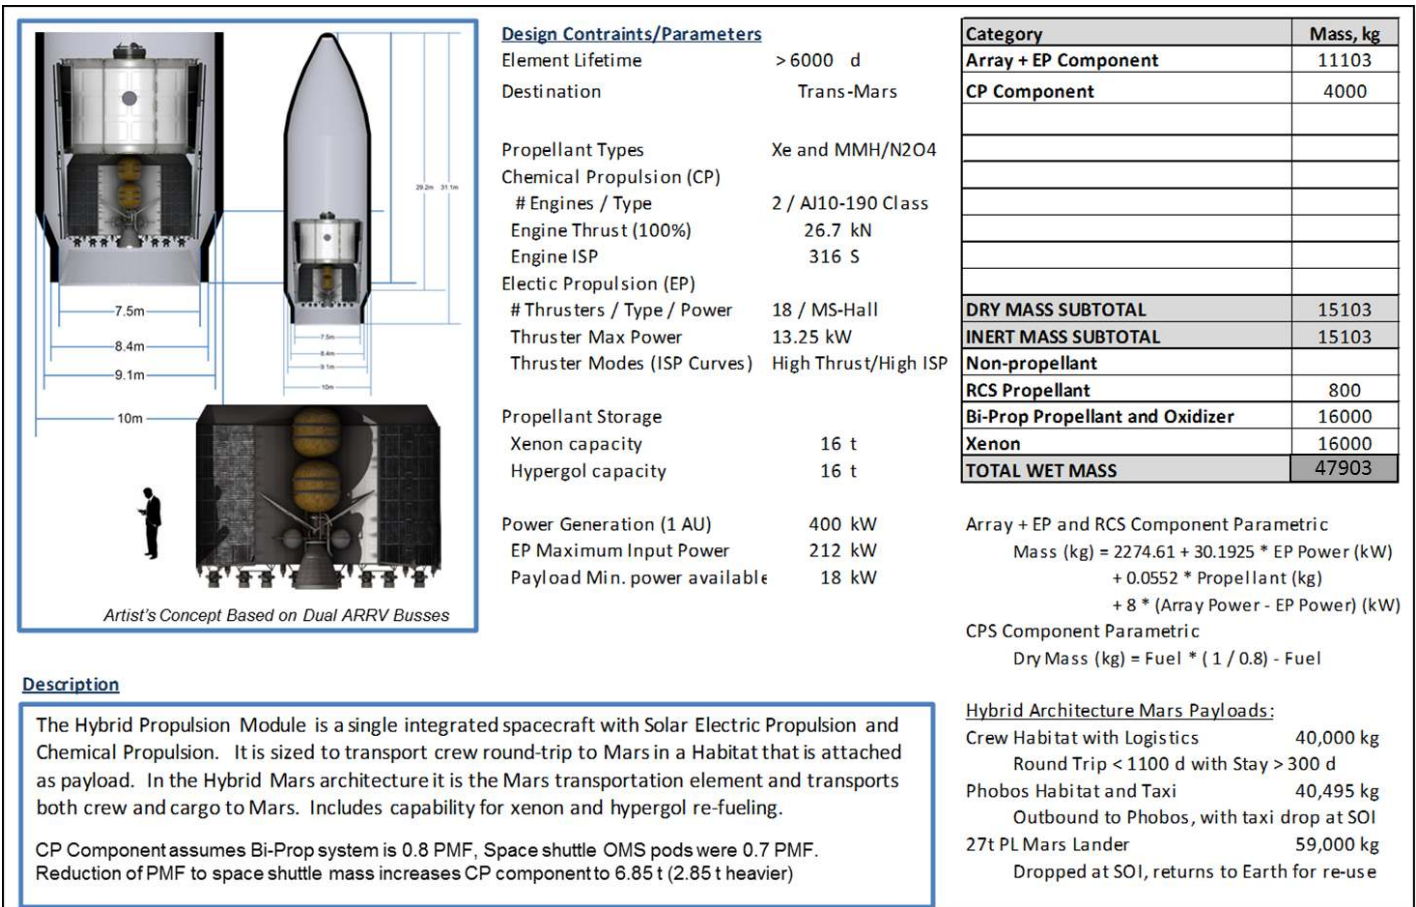 29.2m 31.1m
7.5m
8.4m
9.1m
10m
7.5m
8.4m
9.1m
10m
Artist's Concept Based on Dual ARRV Busses
Design Contraints/Parameters
Element Lifetime >6000 d
Destination Trans-Mars
Propellant Types Xe and MMH/N2O4
Chemical Propulsion (CP)
# Engines / Type 2 / AJ10-190 Class
Engine Thrust (100%) 26.7 kN
Engine ISP 316 S
Electic Propulsion (EP)
# Thrusters / Type / Power 18 / MS-Hall
Thruster Max Power 13.25 kW
Thruster Modes (ISP Curves) High Thrust/High ISP
Propellant Storage
Xenon capacity 16 t
Hypergol capacity 16 t
Power Generation (1 AU) 400 kW
EP Maximum Input Power 212 kW
Payload Min. power available 18 kW
Category Mass, kg
Array + EP Component 11103
CP Component 4000
DRY MASS SUBTOTAL 15103
INERT MASS SUBTOTAL 15103
Non-propellant
RCS Propellant 800
Bi-Prop Propellant and Oxidizer 16000
Xenon 16000
TOTAL WET MASS 47903
Array + EP and RCS Component Parametric
Mass (kg) = 2274.61 + 30.1925 * EP Power (kW)
+ 0.0552 * Propellant (kg)
+ 8 * (Array Power - EP Power) (kW)
CPS Component Parametric
Dry Mass (kg) = Fuel * ( 1 / 0.8) - Fuel
Hybrid Architecture Mars Payloads:
Crew Habitat with Logistics 40,000 kg
Round Trip < 1100 d with Stay > 300 d
Phobos Habitat and Taxi 40,495 kg
Outbound to Phobos, with taxi drop at SOI
27t PL Mars Lander 59,000 kg
Dropped at SOI, returns to Earth for re-use
Description
The Hybrid Propulsion Module is a single integrated spacecraft with Solar Electric Propulsion and
Chemical Propulsion. It is sized to transport crew round-trip to Mars in a Habitat that is attached
as payload. In the Hybrid Mars architecture it is the Mars transportation element and transports
both crew and cargo to Mars. Includes capability for xenon and hypergol re-fueling.
CP Component assumes Bi-Prop system is 0.8 PMF, Space shuttle OMS pods were 0.7 PMF.
Reduction of PMF to space shuttle mass increases CP component to 6.85 t (2.85 t heavier)